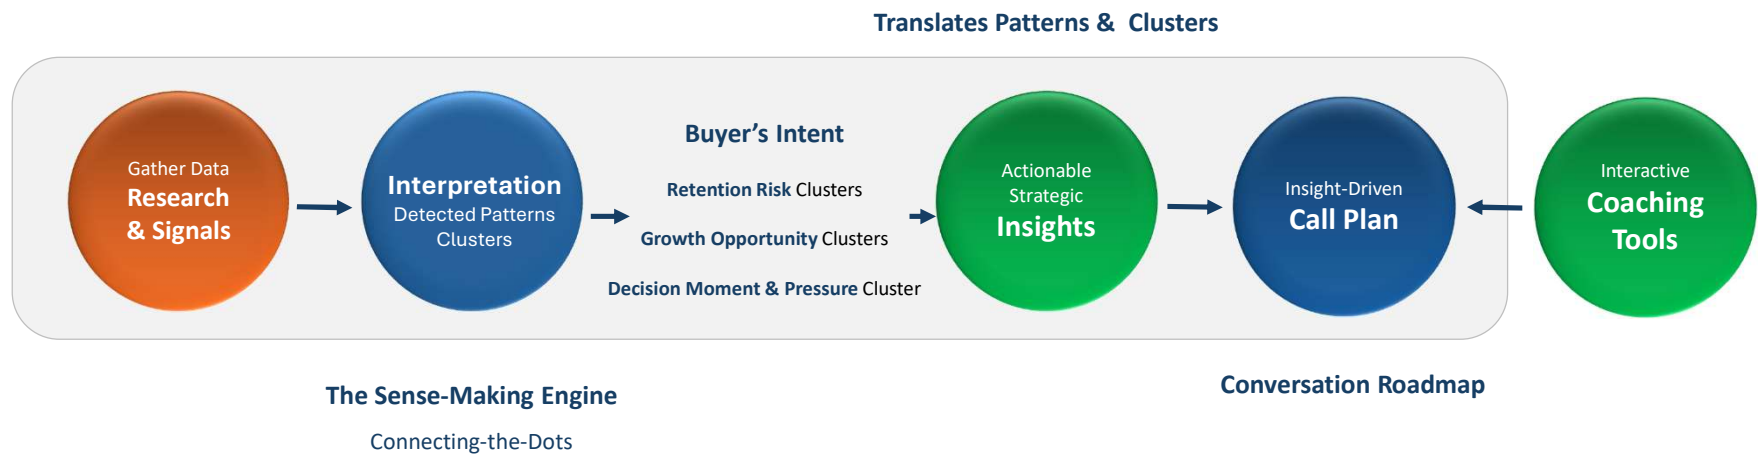 Translates Patterns & Clusters
Gather Data
Research
& Signals
Interpretation
Detected Patterns
Clusters
Buyer’s Intent
Retention Risk Clusters
Growth Opportunity Clusters
Decision Moment & Pressure Cluster
Actionable
Strategic
Insights
Insight-Driven
Call Plan
Interactive
Coaching
Tools
The Sense-Making Engine
Connecting-the-Dots
Conversation Roadmap